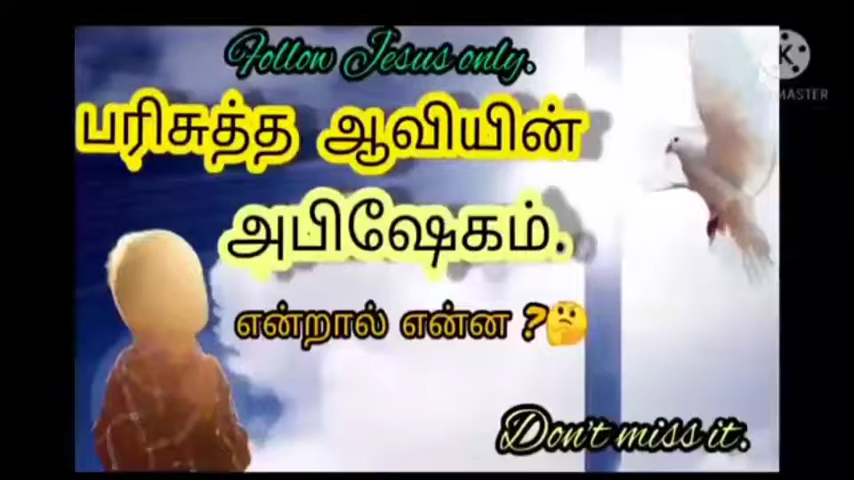 Follow Jesus only.
பரிசுத்த ஆவியின்
அபிஷேகம்.
என்றால் என்ன ?🤔
Don't miss it.
K
MASTER